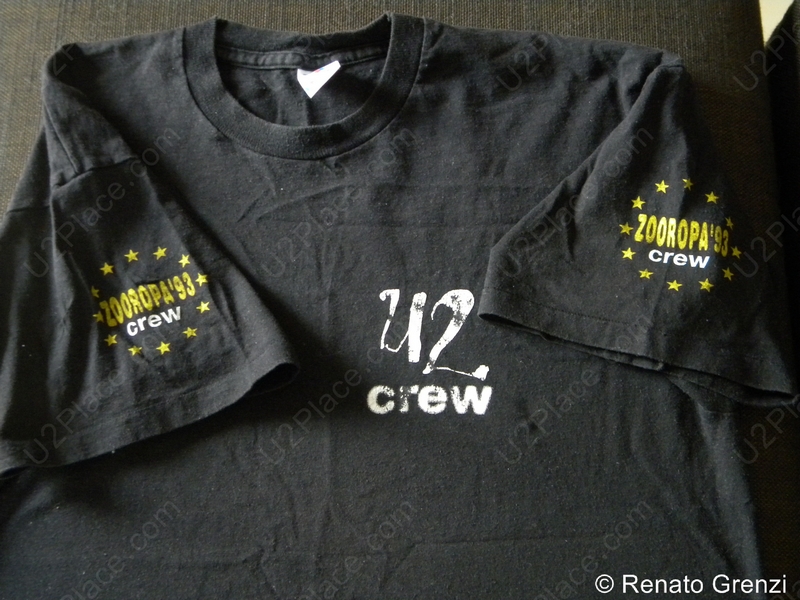 ZOOROPA'93
crew
U2
crew
ZOOROPA'93
crew
U2Place.com
© Renato Grenzi